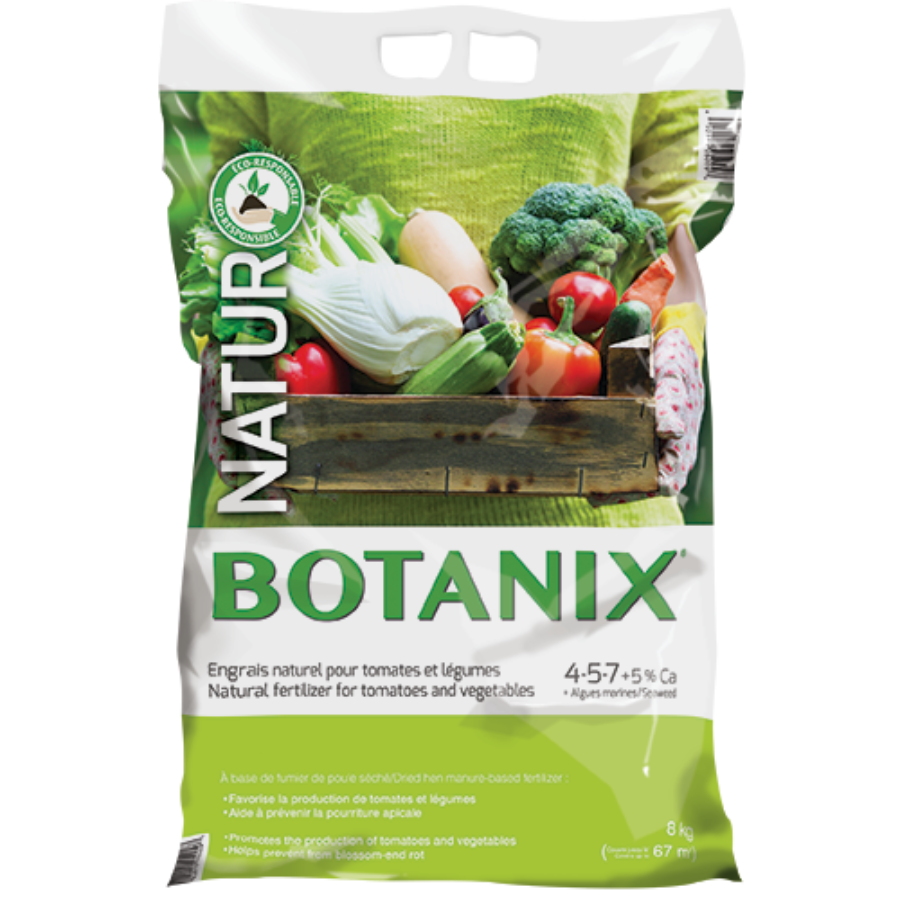 ECO-RESPONSABLE
ECO-RESPONSIBLE
NATURO
BOTANIX
Engrais naturel pour tomates et légumes
Natural fertilizer for tomatoes and vegetables
4-5-7 +5% Ca
+ Algues marines/Seaweed
À base de fumier de poule séché/Dried hen manure-based fertilizer :
•Favorise la production de tomates et légumes
•Aide à prévenir la pourriture apicale
•Promotes the production of tomatoes and vegetables
•Helps prevent from blossom-end rot
8 kg
67 m²